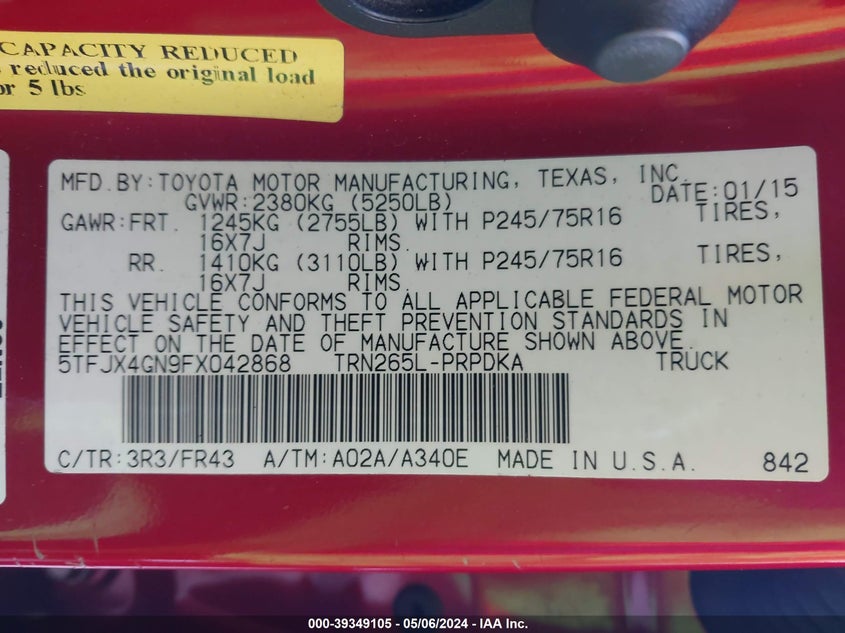 CAPACITY REDUCED
reduced the original load
or 5 lbs
MFD.BY:TOYOTA MOTOR MANUFACTURING, TEXAS, INC.
DATE:01/15
GVWR:2380KG (5250LB)
GAWR:FRT. 1245KG (2755LB) WITH P245/75R16 TIRES,
16X7J RIMS.
RR. 1410KG (3110LB) WITH P245/75R16 TIRES,
16X7J RIMS.
THIS VEHICLE CONFORMS TO ALL APPLICABLE FEDERAL MOTOR
VEHICLE SAFETY AND THEFT PREVENTION STANDARDS IN
EFFECT ON THE DATE OF MANUFACTURE SHOWN ABOVE.
5TFJX4GN9FX042868 TRN265L-PRPDKA TRUCK
C/TR:3R3/FR43 A/TM:A02A/A340E MADE IN U.S.A. 842
000-39349105 - 05/06/2024 - IAA Inc.